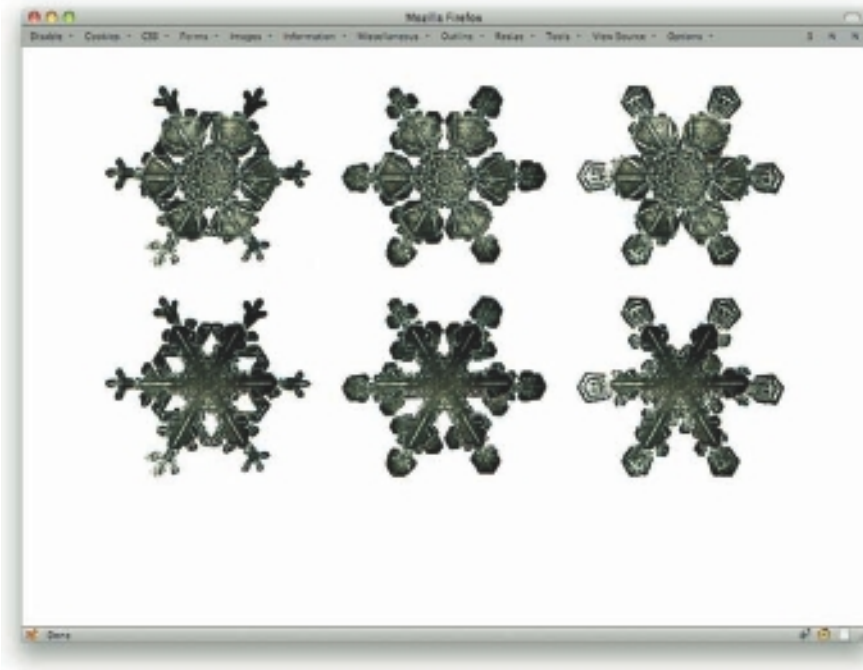 Mozilla Firefox
Disable Cookies CSS Forms Images Information Miscellaneous Outline Resize Tools View Source Options
Done